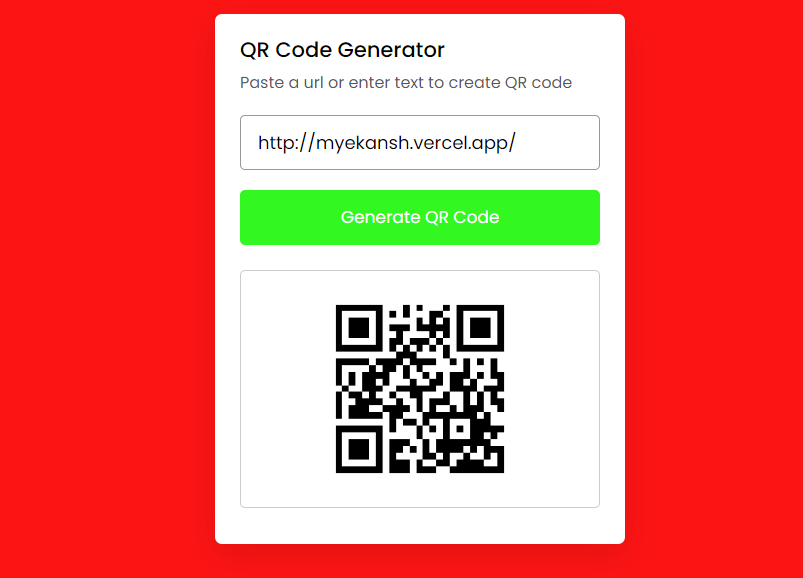 QR Code Generator
Paste a url or enter text to create QR code
http://myekansh.vercel.app/
Generate QR Code